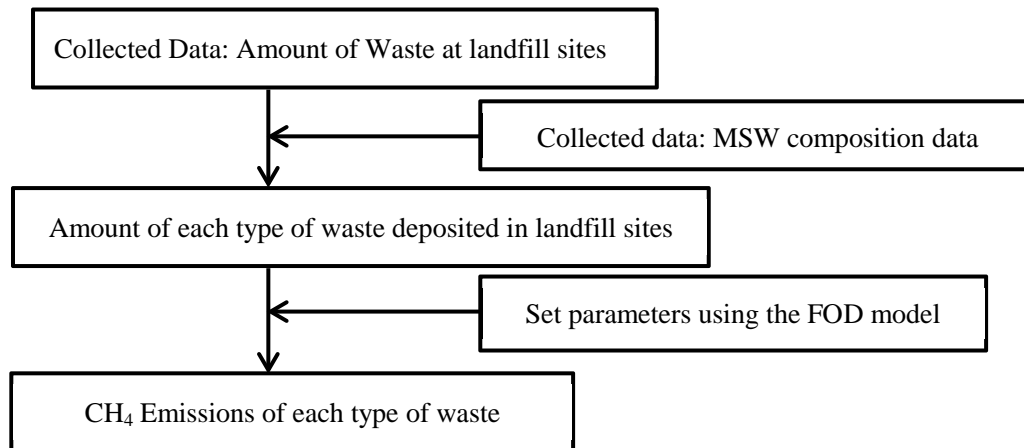 Collected Data: Amount of Waste at landfill sites
Collected data: MSW composition data
Amount of each type of waste deposited in landfill sites
Set parameters using the FOD model
CH₄ Emissions of each type of waste